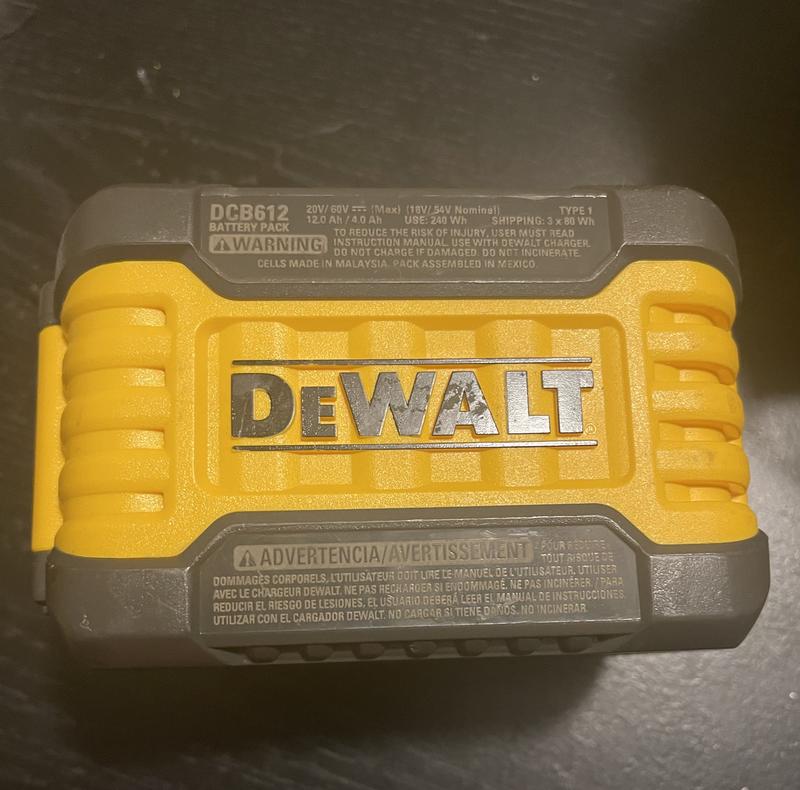 DCB612 20V/ 60V ⎓ (Max) (18V/ 54V Nominal) TYPE 1
BATTERY PACK 12.0 Ah / 4.0 Ah USE: 240 Wh SHIPPING: 3 x 80 Wh
⚠WARNING TO REDUCE THE RISK OF INJURY, USER MUST READ
INSTRUCTION MANUAL. USE WITH DEWALT CHARGER.
DO NOT CHARGE IF DAMAGED. DO NOT INCINERATE.
CELLS MADE IN MALAYSIA. PACK ASSEMBLED IN MEXICO.
DEWALT®
⚠ADVERTENCIA/AVERTISSEMENT POUR RÉDUIRE
TOUT RISQUE DE
DOMMAGES CORPORELS, L'UTILISATEUR DOIT LIRE LE MANUEL DE L'UTILISATEUR. UTILISER
AVEC LE CHARGEUR DEWALT. NE PAS RECHARGER SI ENDOMMAGÉ. NE PAS INCINÉRER. / PARA
REDUCIR EL RIESGO DE LESIONES, EL USUARIO DEBERÁ LEER EL MANUAL DE INSTRUCCIONES.
UTILIZAR CON EL CARGADOR DEWALT. NO CARGAR SI TIENE DAÑOS. NO INCINERAR.